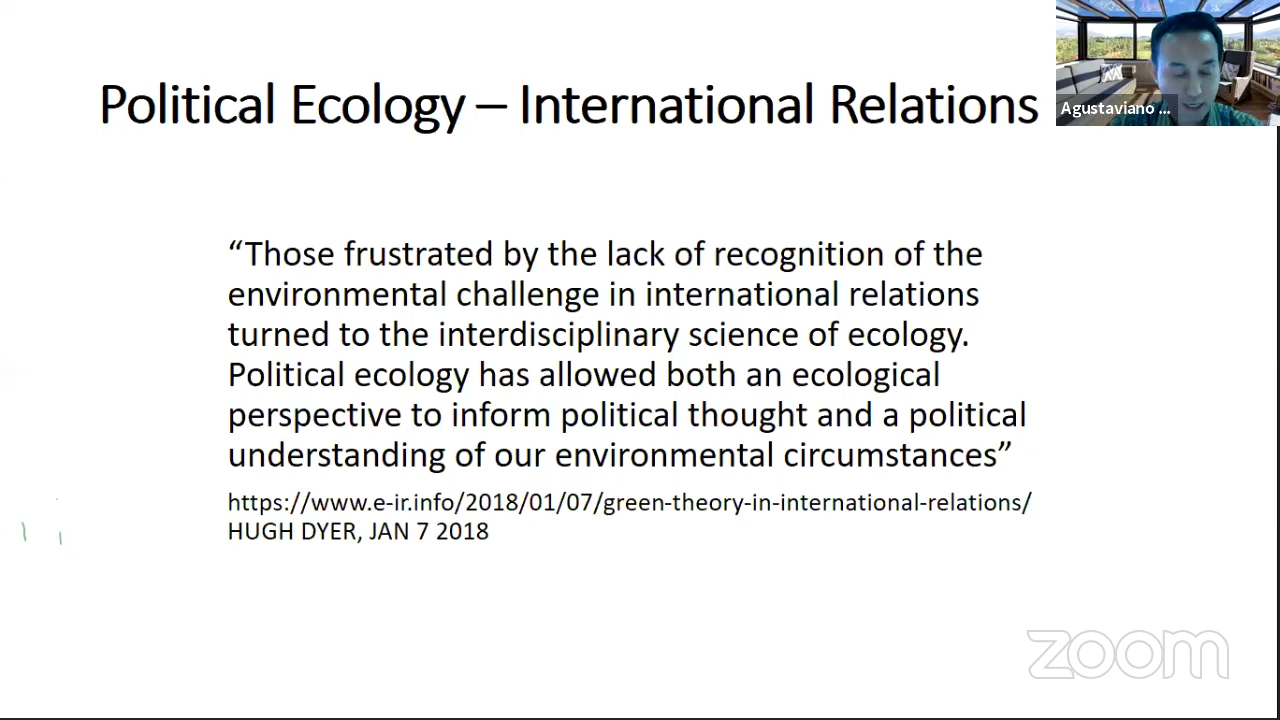 Political Ecology – International Relations
Agustaviano ...
“Those frustrated by the lack of recognition of the
environmental challenge in international relations
turned to the interdisciplinary science of ecology.
Political ecology has allowed both an ecological
perspective to inform political thought and a political
understanding of our environmental circumstances”
https://www.e-ir.info/2018/01/07/green-theory-in-international-relations/
HUGH DYER, JAN 7 2018
zoom